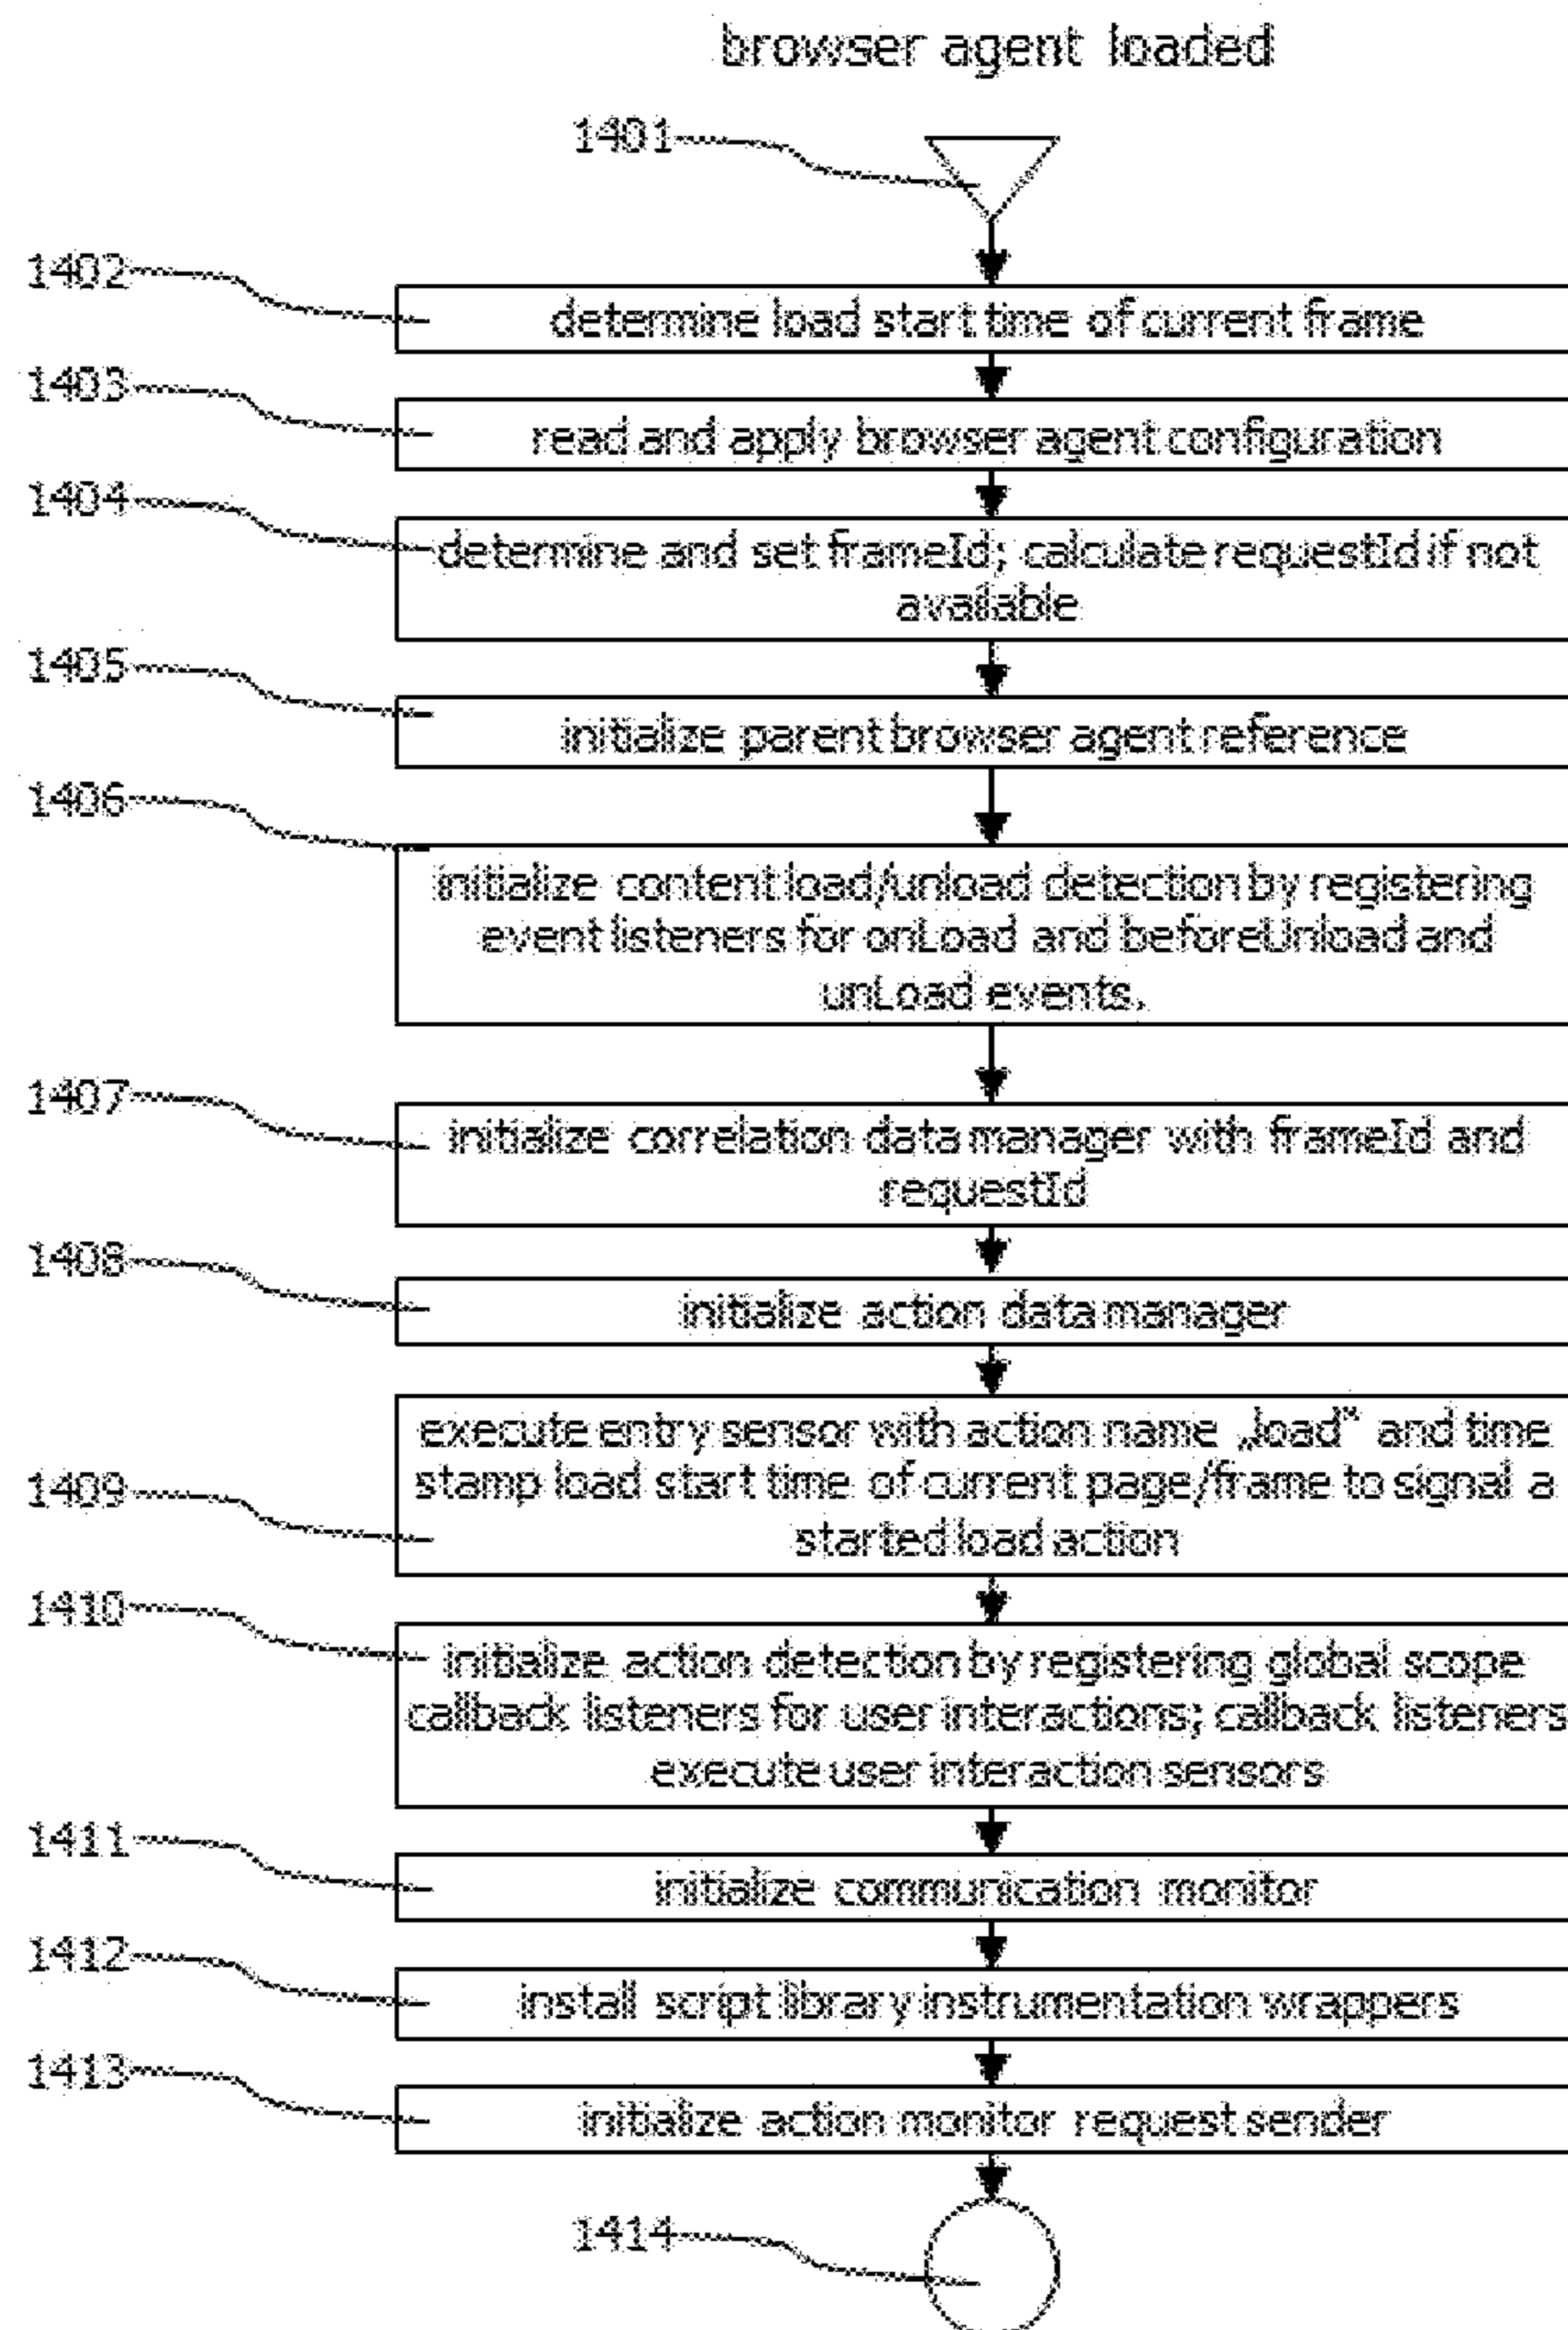 browser agent loaded
1401
1402
determine load start time of current frame
1403
read and apply browser agent configuration
1404
determine and set frameId; calculate requestId if not
available
1405
initialize parent browser agent reference
1406
initialize content load/unload detection by registering
event listeners for onLoad and beforeUnload and
unLoad events.
1407
initialize correlation data manager with frameId and
requestId
1408
initialize action data manager
1409
execute entry sensor with action name „load“ and time
stamp load start time of current page/frame to signal a
started load action
1410
initialize action detection by registering global scope
callback listeners for user interactions; callback listeners
execute user interaction sensors
1411
initialize communication monitor
1412
install script library instrumentation wrappers
1413
initialize action monitor request sender
1414